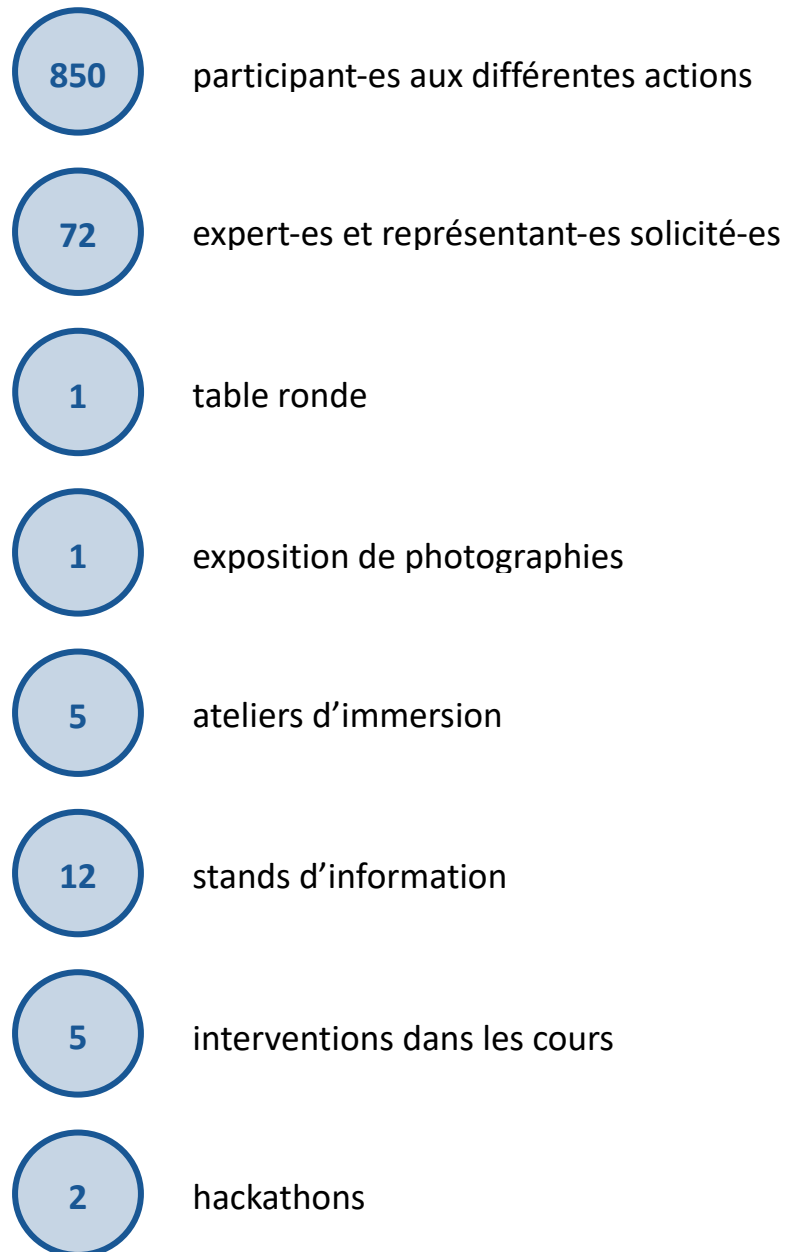 850 participant-es aux différentes actions
72 expert-es et représentant-es solicité-es
1 table ronde
1 exposition de photographies
5 ateliers d’immersion
12 stands d’information
5 interventions dans les cours
2 hackathons